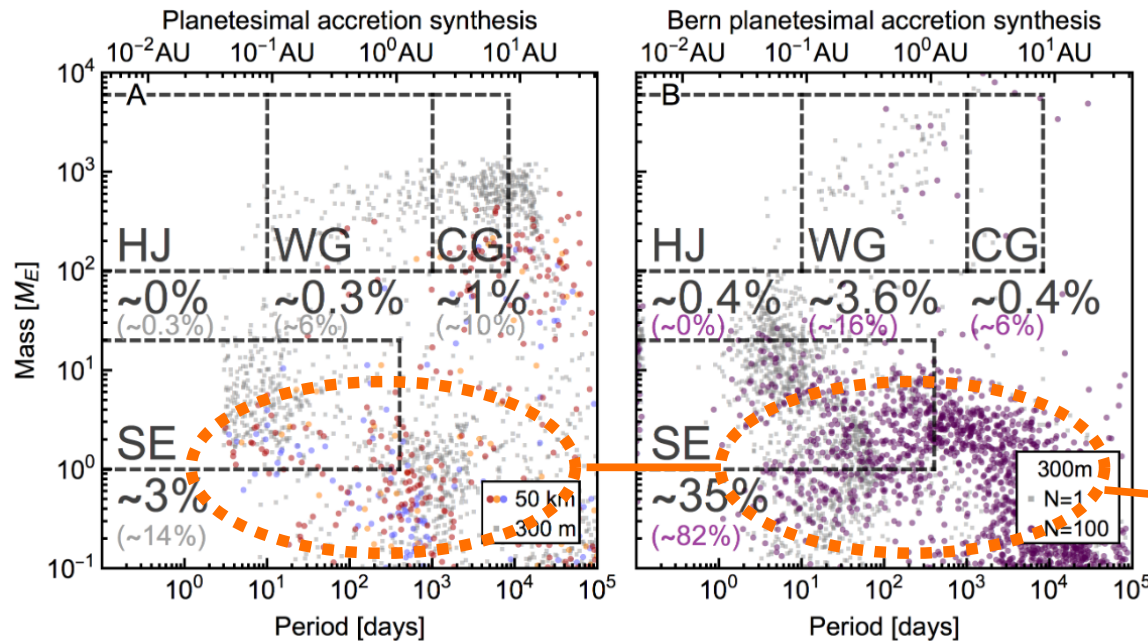 Planetesimal accretion synthesis
10⁻²AU 10⁻¹AU 10⁰AU 10¹AU
A
10⁴
10³
10²
10¹
10⁰
10⁻¹
Mass [M_E]
HJ WG CG
~0% ~0.3% ~1%
(~0.3%) (~6%) (~10%)
SE
~3%
(~14%)
50 km
300 m
10⁰ 10¹ 10² 10³ 10⁴ 10⁵
Period [days]
Bern planetesimal accretion synthesis
10⁻²AU 10⁻¹AU 10⁰AU 10¹AU
B
HJ WG CG
~0.4% ~3.6% ~0.4%
(~0%) (~16%) (~6%)
SE
~35%
(~82%)
300m
N=1
N=100
10⁰ 10¹ 10² 10³ 10⁴ 10⁵
Period [days]